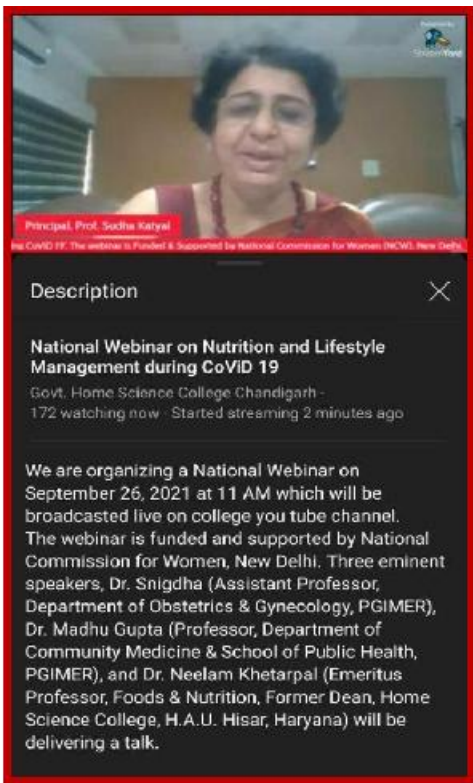 Powered by
StreamYard
Principal, Prof. Sudha Katyal
ing CoViD 19'. The webinar is Funded & Supported by National Commission for Women (NCW), New Delhi.
Description
National Webinar on Nutrition and Lifestyle
Management during CoViD 19
Govt. Home Science College Chandigarh -
172 watching now · Started streaming 2 minutes ago
We are organizing a National Webinar on
September 26, 2021 at 11 AM which will be
broadcasted live on college you tube channel.
The webinar is funded and supported by National
Commission for Women, New Delhi. Three eminent
speakers, Dr. Snigdha (Assistant Professor,
Department of Obstetrics & Gynecology, PGIMER),
Dr. Madhu Gupta (Professor, Department of
Community Medicine & School of Public Health,
PGIMER), and Dr. Neelam Khetarpal (Emeritus
Professor, Foods & Nutrition, Former Dean, Home
Science College, H.A.U. Hisar, Haryana) will be
delivering a talk.